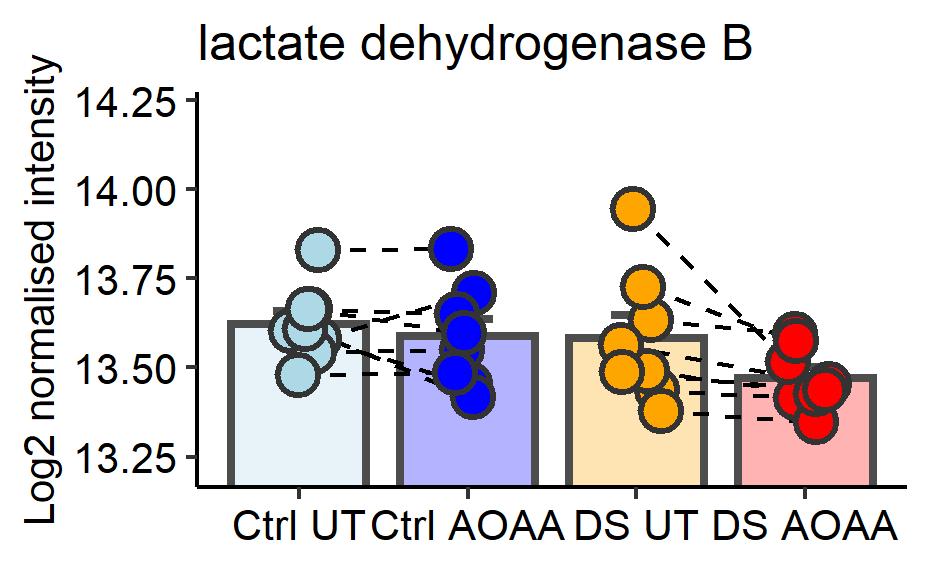 lactate dehydrogenase B
Log2 normalised intensity
14.25
14.00
13.75
13.50
13.25
Ctrl UT Ctrl AOAA DS UT DS AOAA